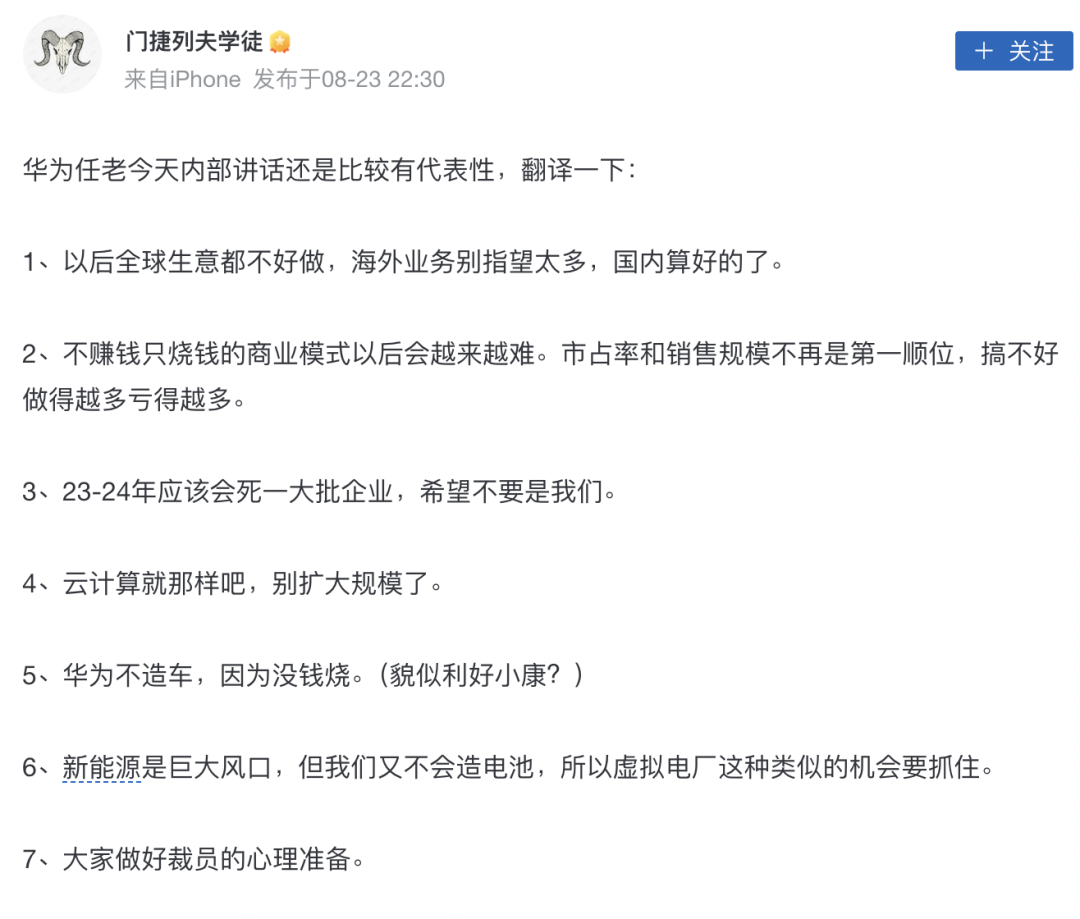 门捷列夫学徒
来自iPhone 发布于08-23 22:30
+ 关注
华为任老今天内部讲话还是比较有代表性，翻译一下：
1、以后全球生意都不好做，海外业务别指望太多，国内算好的了。
2、不赚钱只烧钱的商业模式以后会越来越难。市占率和销售规模不再是第一顺位，搞不好
做得越多亏得越多。
3、23-24年应该会死一大批企业，希望不要是我们。
4、云计算就那样吧，别扩大规模了。
5、华为不造车，因为没钱烧。（貌似利好小康？）
6、新能源是巨大风口，但我们又不会造电池，所以虚拟电厂这种类似的机会要抓住。
7、大家做好裁员的心理准备。